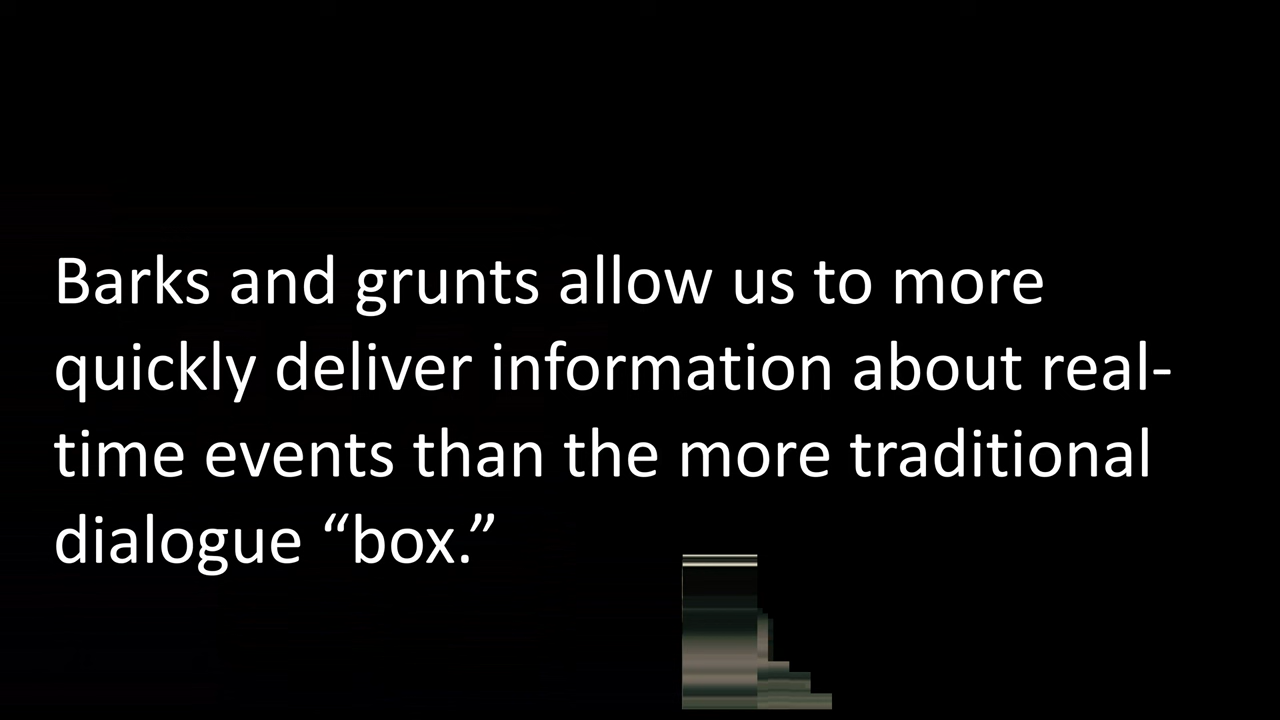 Barks and grunts allow us to more
quickly deliver information about real-
time events than the more traditional
dialogue “box.”